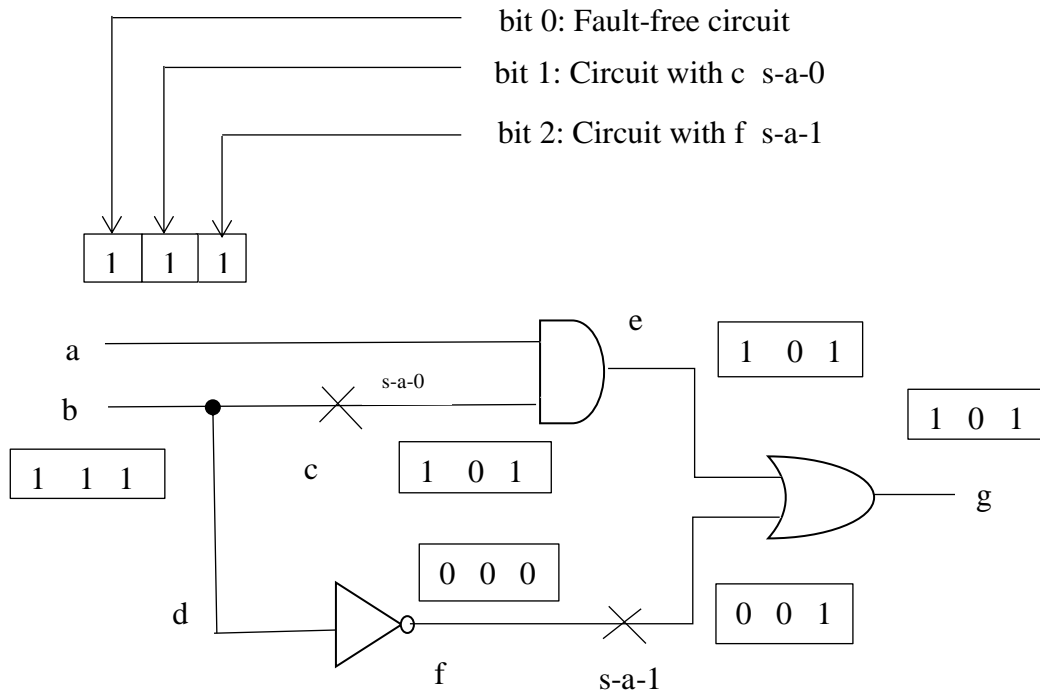 bit 0: Fault-free circuit
bit 1: Circuit with c s-a-0
bit 2: Circuit with f s-a-1
1 1 1
e
a
1 0 1
s-a-0
b
1 0 1
c
1 0 1
1 1 1
g
0 0 0
d
0 0 1
f
s-a-1